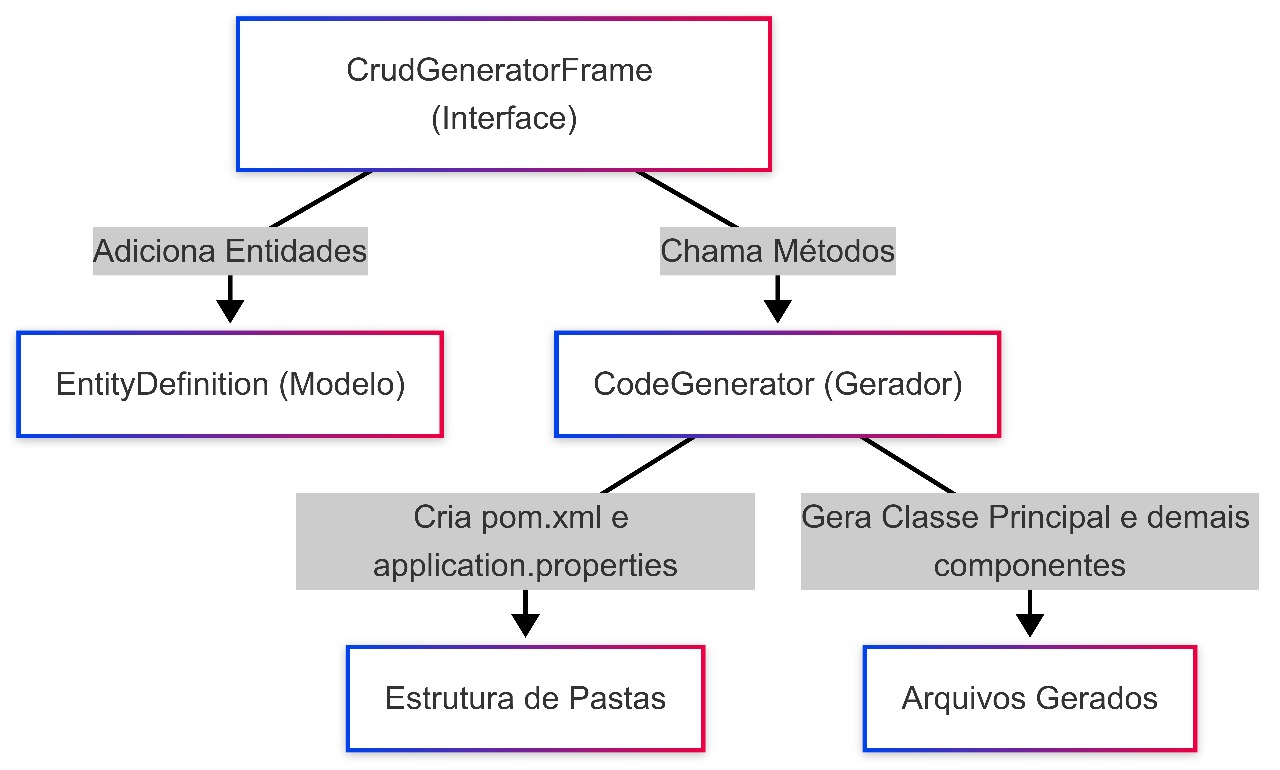 CrudGeneratorFrame
(Interface)
Adiciona Entidades
Chama Métodos
EntityDefinition (Modelo)
CodeGenerator (Gerador)
Cria pom.xml e
application.properties
Gera Classe Principal e demais
componentes
Estrutura de Pastas
Arquivos Gerados